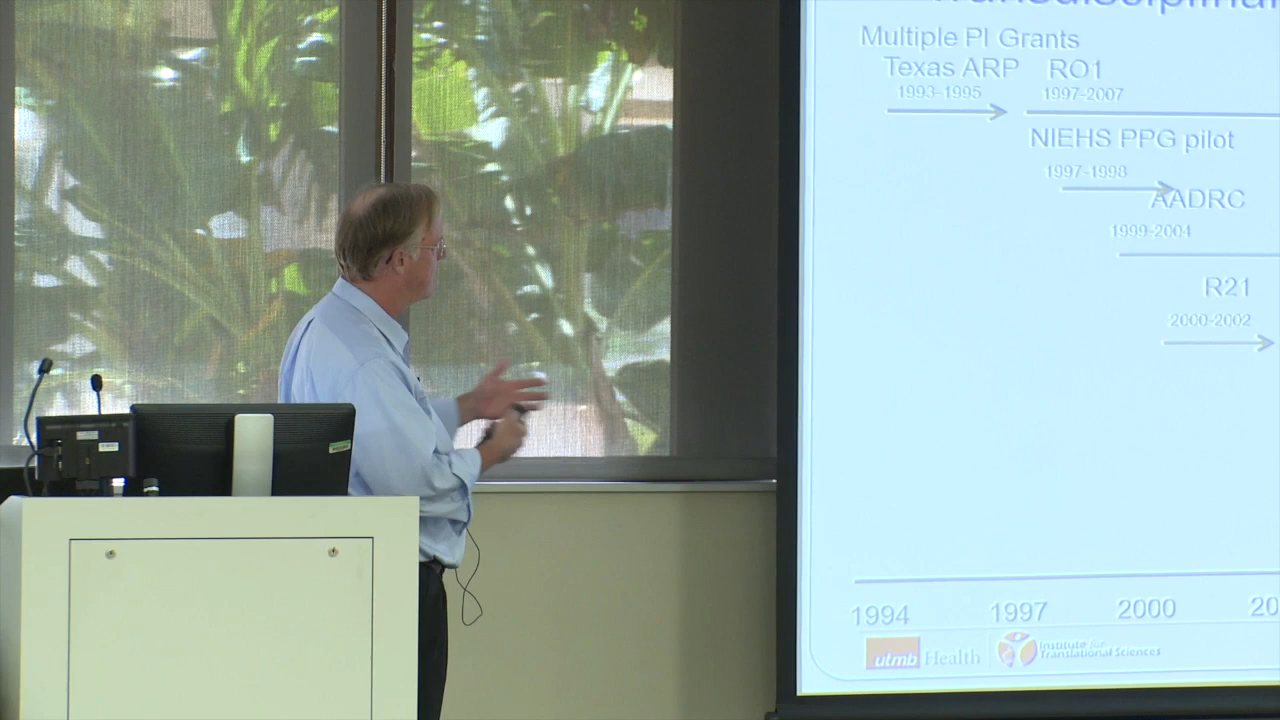 Multiple PI Grants
Texas ARP
1993-1995
RO1
1997-2007
NIEHS PPG pilot
1997-1998
AADRC
1999-2004
R21
2000-2002
1994
1997
2000
utmb Health
Institute for
Translational Sciences